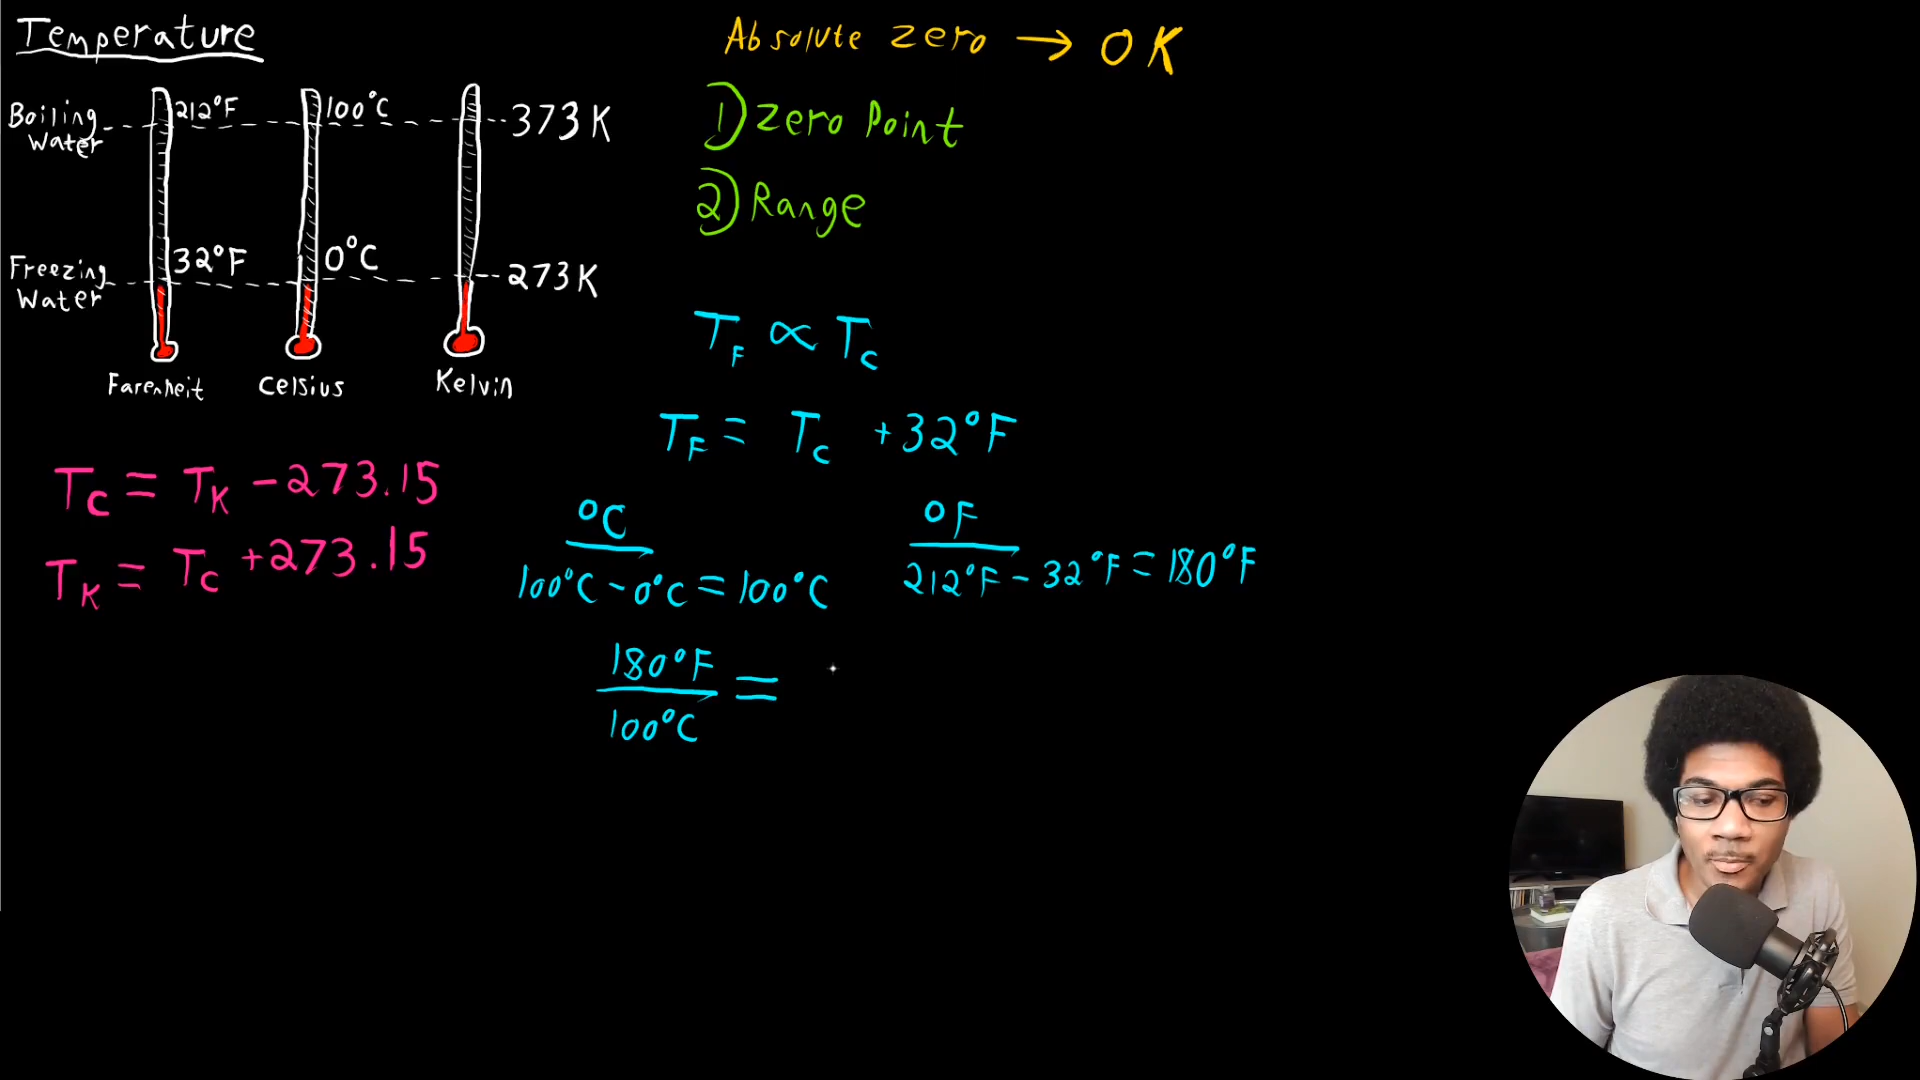 Temperature
Boiling Water
212°F
100°C
373 K
Freezing Water
32°F
0°C
273 K
Farenheit
Celsius
Kelvin
T_C = T_K - 273.15
T_K = T_C + 273.15
Absolute zero → 0 K
1) Zero Point
2) Range
T_F ∝ T_C
T_F = T_C + 32°F
°C
100°C - 0°C = 100°C
°F
212°F - 32°F = 180°F
180°F
100°C
=